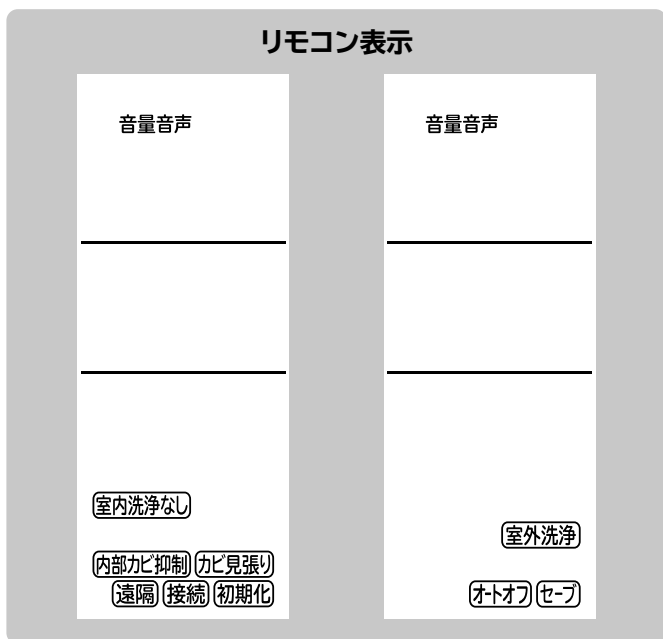 リモコン表示
音量音声
室内洗浄なし
内部カビ抑制 カビ見張り
遠隔 接続 初期化
音量音声
室外洗浄
オートオフ セーブ